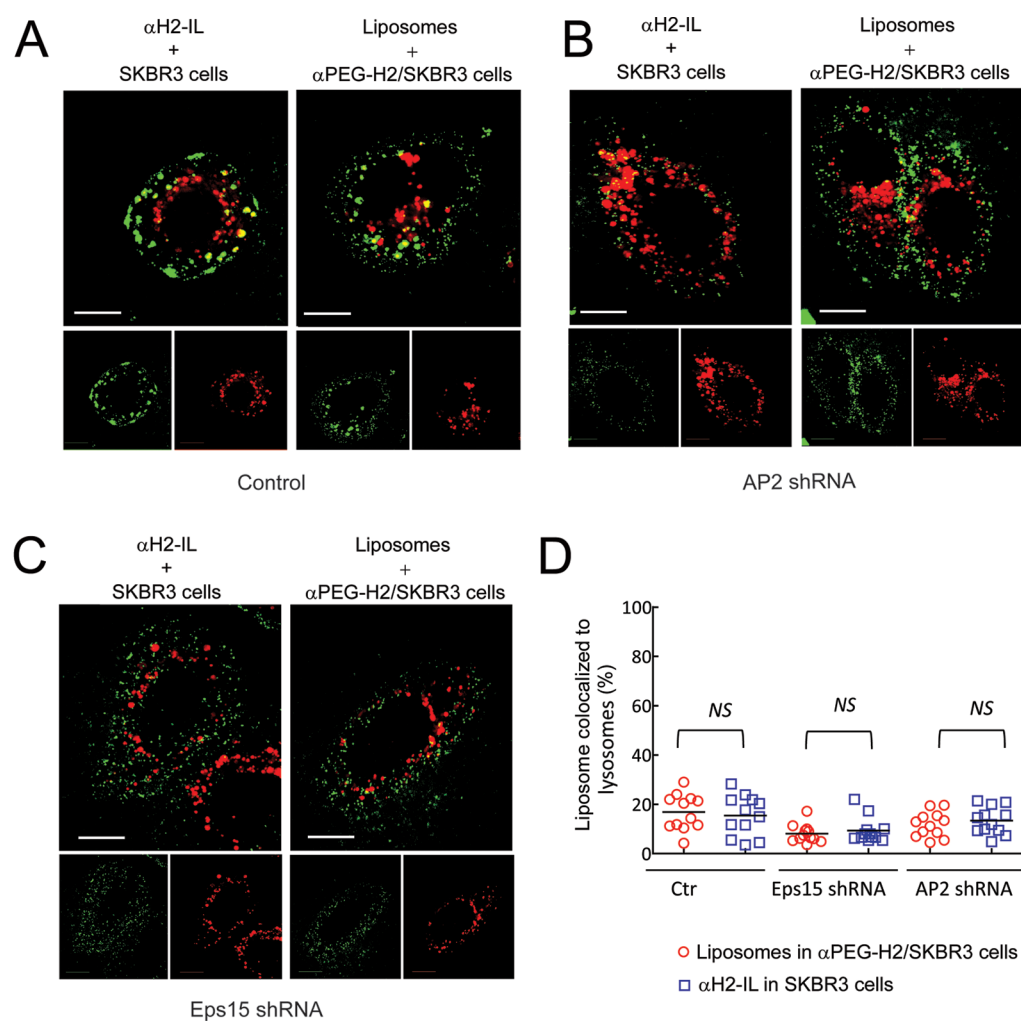 A
αH2-IL
+
SKBR3 cells
Liposomes
+
αPEG-H2/SKBR3 cells
Control
B
αH2-IL
+
SKBR3 cells
Liposomes
+
αPEG-H2/SKBR3 cells
AP2 shRNA
C
αH2-IL
+
SKBR3 cells
Liposomes
+
αPEG-H2/SKBR3 cells
Eps15 shRNA
D
Liposome colocalized to
lysosomes (%)
100
80
60
40
20
0
NS
NS
NS
Ctr
Eps15 shRNA
AP2 shRNA
Liposomes in αPEG-H2/SKBR3 cells
αH2-IL in SKBR3 cells